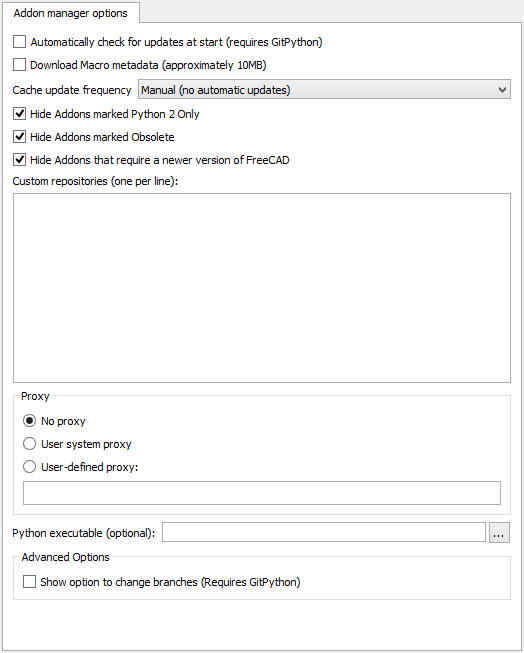 Addon manager options
Automatically check for updates at start (requires GitPython)
Download Macro metadata (approximately 10MB)
Cache update frequency Manual (no automatic updates)
Hide Addons marked Python 2 Only
Hide Addons marked Obsolete
Hide Addons that require a newer version of FreeCAD
Custom repositories (one per line):
Proxy
No proxy
User system proxy
User-defined proxy:
Python executable (optional): ...
Advanced Options
Show option to change branches (Requires GitPython)